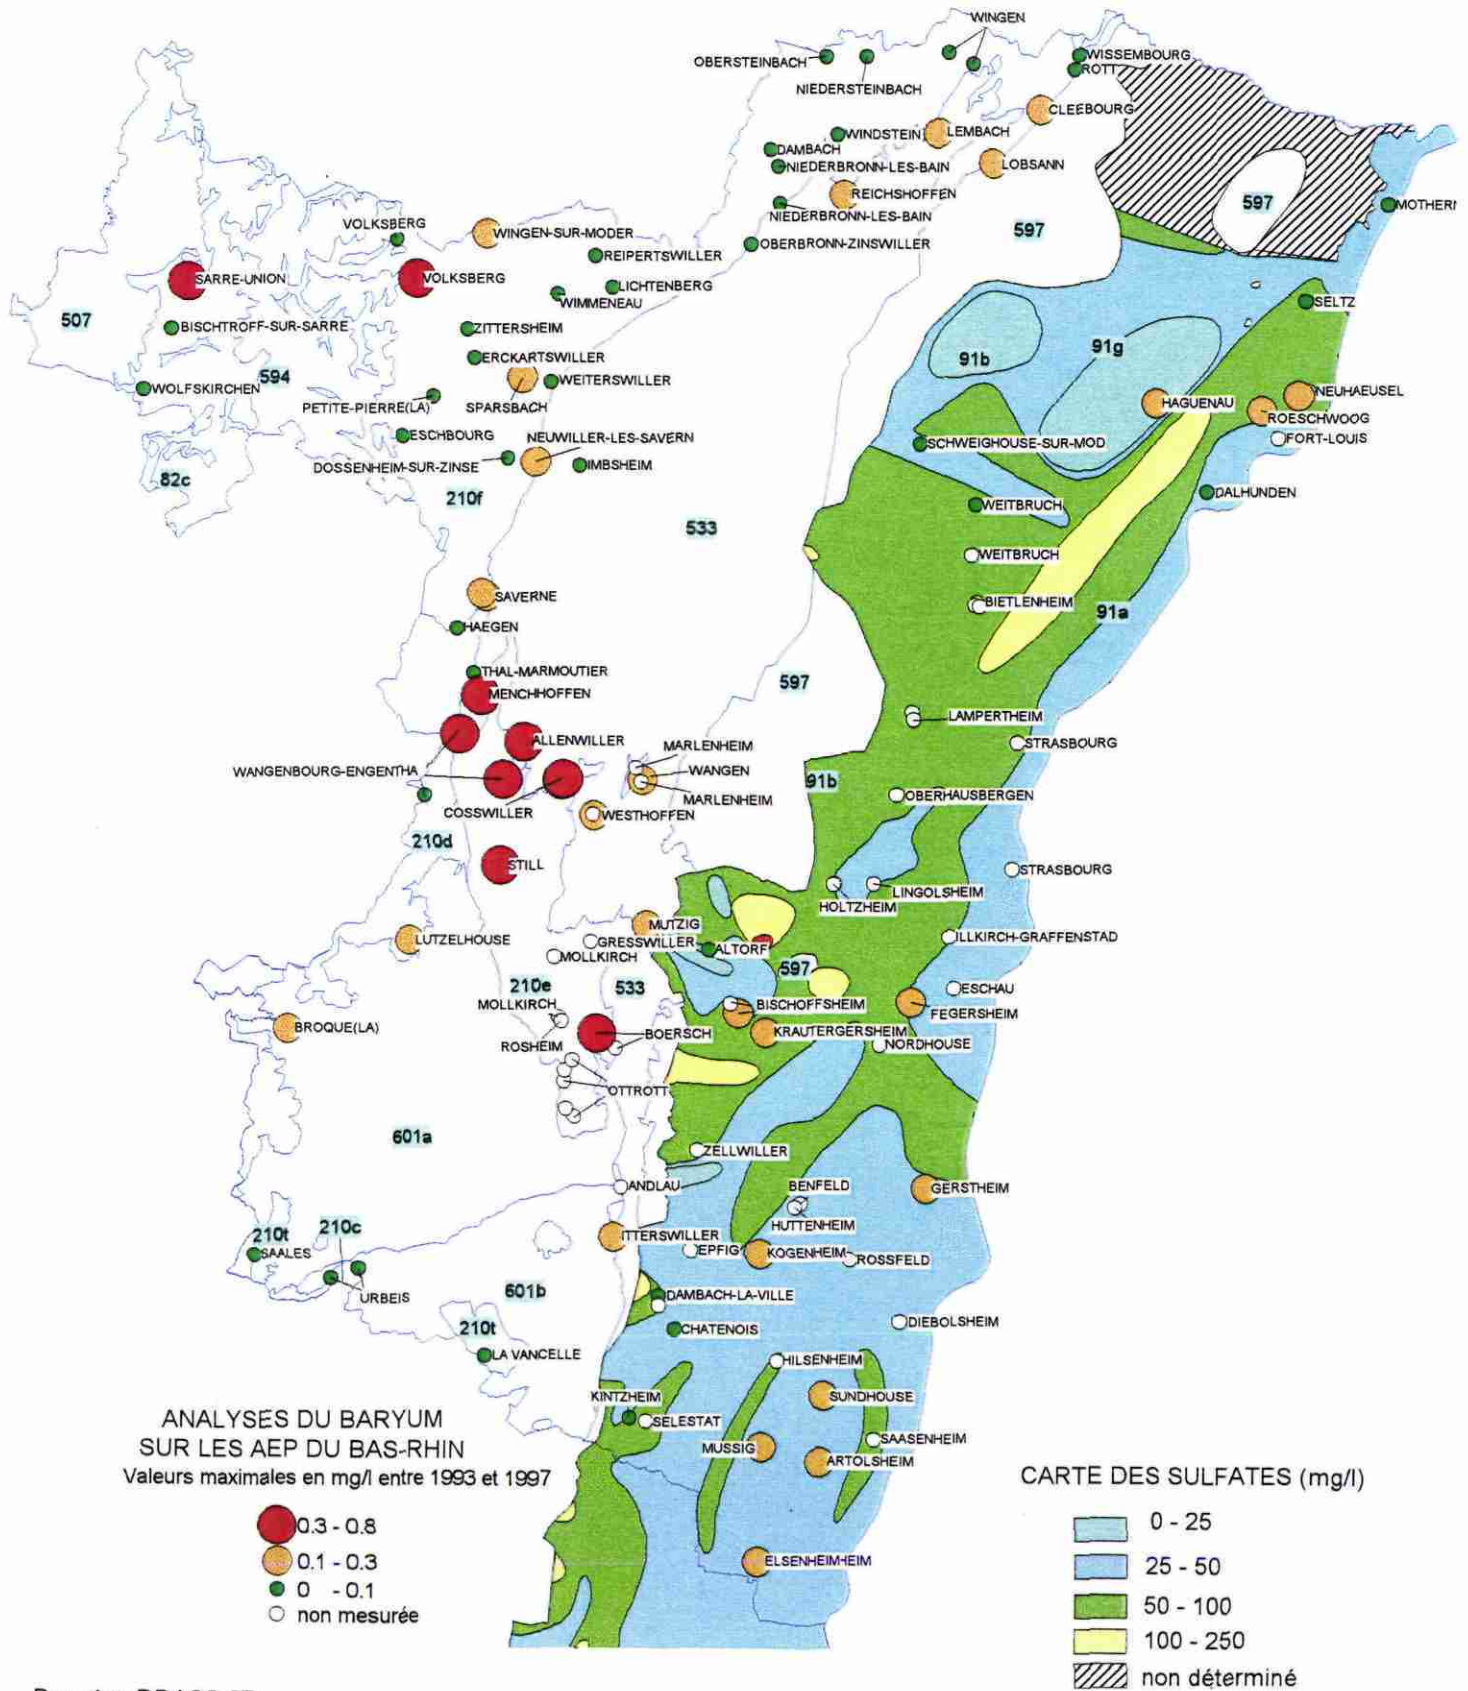 WINGEN
OBERSTEINBACH
WISSEMBOURG
ROTT
NIEDERSTEINBACH
CLEEBOURG
WINDSTEIN
LEMBACH
DAMBACH
NIEDERBRONN-LES-BAIN
LOBSANN
REICHSHOFFEN
NIEDERBRONN-LES-BAIN
597
MOTHERN
VOLKSBERG
WINGEN-SUR-MODER
597
OBERBRONN-ZINSWILLER
REIPERTSWILLER
SARRE-UNION
VOLKSBERG
LICHTENBERG
WIMMENEAU
SELTZ
507
BISCHTROFF-SUR-SARRE
ZITTERSHEIM
91b
91g
ERCKARTSWILLER
594
WOLFSKIRCHEN
WEITERSWILLER
PETITE-PIERRE(LA)
SPARSBACH
NEUHAEUSEL
HAGUENAU
ROESCHWOOG
ESCHBOURG
NEUWILLER-LES-SAVERN
FORT-LOUIS
SCHWEIGHOUSE-SUR-MOD
DOSSENHEIM-SUR-ZINSE
IMBSHEIM
82c
210f
DALHUNDEN
WEITBRUCH
533
WEITBRUCH
SAVERNE
BIETLENHEIM
91a
HAEGEN
THAL-MARMOUTIER
597
MENCHHOFFEN
LAMPERTHEIM
ALLENWILLER
MARLENHEIM
STRASBOURG
WANGENBOURG-ENGENTHA
WANGEN
91b
MARLENHEIM
OBERHAUSBERGEN
COSSWILLER
WESTHOFFEN
210d
STILL
STRASBOURG
LINGOLSHEIM
HOLTZHEIM
MUTZIG
LUTZELHOUSE
GRESSWILLER
ILLKIRCH-GRAFFENSTAD
ALTORF
MOLLKIRCH
597
210e
533
ESCHAU
MOLLKIRCH
BISCHOFFSHEIM
FEGERSHEIM
BROQUE(LA)
BOERSCH
KRAUTERGERSHEIM
ROSHEIM
NORDHOUSE
OTTROTT
601a
ZELLWILLER
ANDLAU
BENFELD
GERSTHEIM
210t
210c
HUTTENHEIM
ITTERSWILLER
SAALES
EPFIG
KOGENHEIM
ROSSFELD
URBEIS
601b
DAMBACH-LA-VILLE
DIEBOLSHEIM
210t
CHATENOIS
LA VANCELLE
HILSENHEIM
KINTZHEIM
SUNDHOUSE
SELESTAT
MUSSIG
SAASENHEIM
ARTOLSHEIM
ELSENHEIMHEIM
ANALYSES DU BARYUM
SUR LES AEP DU BAS-RHIN
Valeurs maximales en mg/l entre 1993 et 1997
0.3 - 0.8
0.1 - 0.3
0 - 0.1
non mesurée
CARTE DES SULFATES (mg/l)
0 - 25
25 - 50
50 - 100
100 - 250
non déterminé